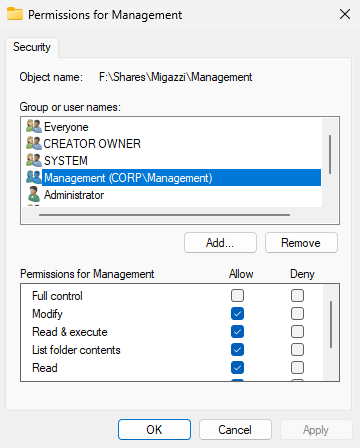 Permissions for Management
Security
Object name: F:\Shares\Migazzi\Management
Group or user names:
Everyone
CREATOR OWNER
SYSTEM
Management (CORP\Management)
Administrator
Add...
Remove
Permissions for Management
Allow
Deny
Full control
Modify
Read & execute
List folder contents
Read
OK
Cancel
Apply